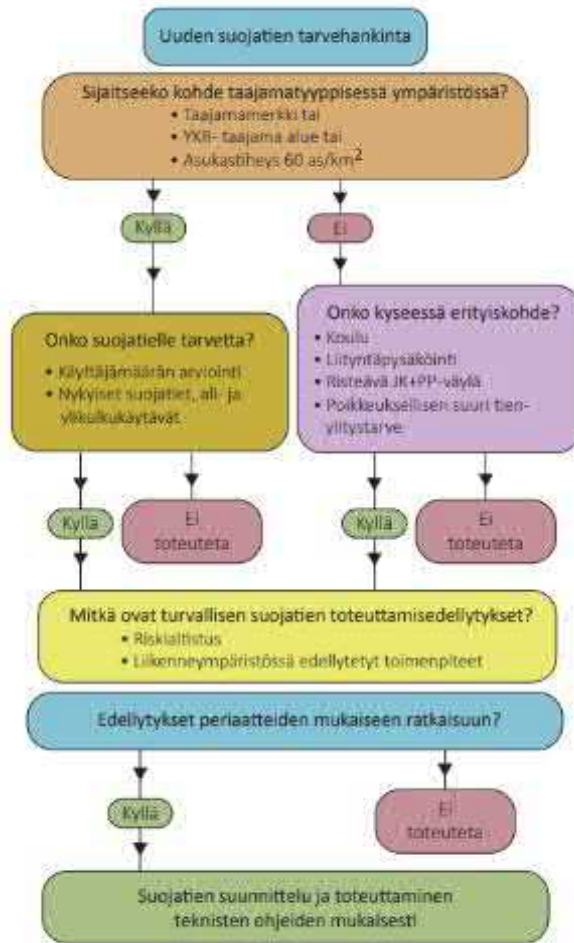 Uuden suojatien tarvehankinta
Sijaitseeko kohde taajamatyyppisessä ympäristössä?
• Taajamamerkki tai
• YKR- taajama alue tai
• Asukastiheys 60 as/km²
Kyllä
Ei
Onko suojatielle tarvetta?
• Käyttäjämäärän arviointi
• Nykyiset suojatiet, ali- ja
ylikulkukäytävät
Onko kyseessä erityiskohde?
• Koulu
• Liityntäpysäköinti
• Risteävä JK+PP-väylä
• Poikkeuksellisen suuri tien-
ylitystarve
Kyllä
Ei
toteuteta
Kyllä
Ei
toteuteta
Mitkä ovat turvallisen suojatien toteuttamisedellytykset?
• Riskialtistus
• Liikenneympäristössä edellytetyt toimenpiteet
Edellytykset periaatteiden mukaiseen ratkaisuun?
Kyllä
Ei
toteuteta
Suojatien suunnittelu ja toteuttaminen
teknisten ohjeiden mukaisesti